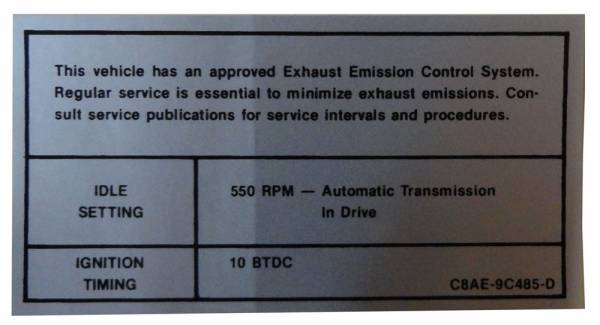 This vehicle has an approved Exhaust Emission Control System.
Regular service is essential to minimize exhaust emissions. Con-
sult service publications for service intervals and procedures.
IDLE
SETTING
550 RPM — Automatic Transmission
In Drive
IGNITION
TIMING
10 BTDC
C8AE-9C485-D